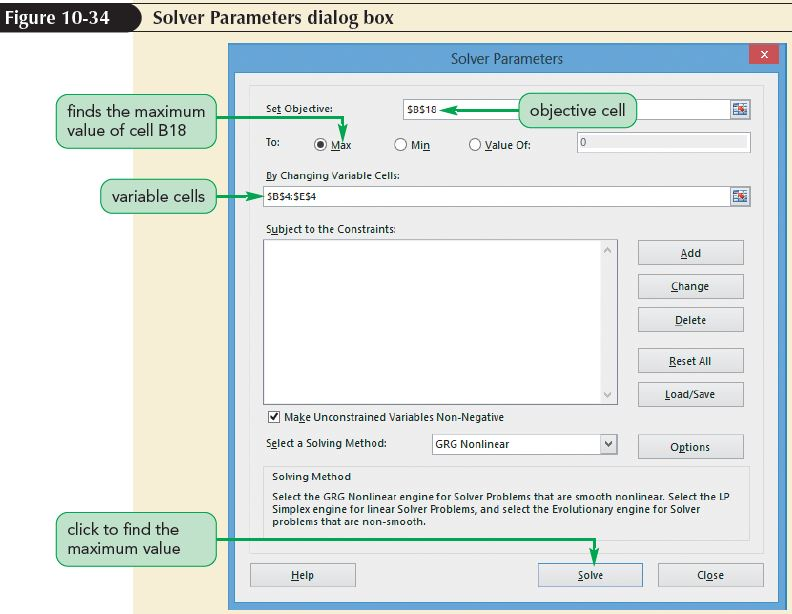 Figure 10-34 Solver Parameters dialog box
Solver Parameters
x
finds the maximum
value of cell B18
Set Objective:
$B$18
objective cell
To:
Max
Min
Value Of:
0
By Changing Variable Cells:
variable cells
$B$4:$E$4
Subject to the Constraints:
Add
Change
Delete
Reset All
Load/Save
Make Unconstrained Variables Non-Negative
Select a Solving Method:
GRG Nonlinear
Options
Solving Method
Select the GRG Nonlinear engine for Solver Problems that are smooth nonlinear. Select the LP
Simplex engine for linear Solver Problems, and select the Evolutionary engine for Solver
problems that are non-smooth.
click to find the
maximum value
Help
Solve
Close